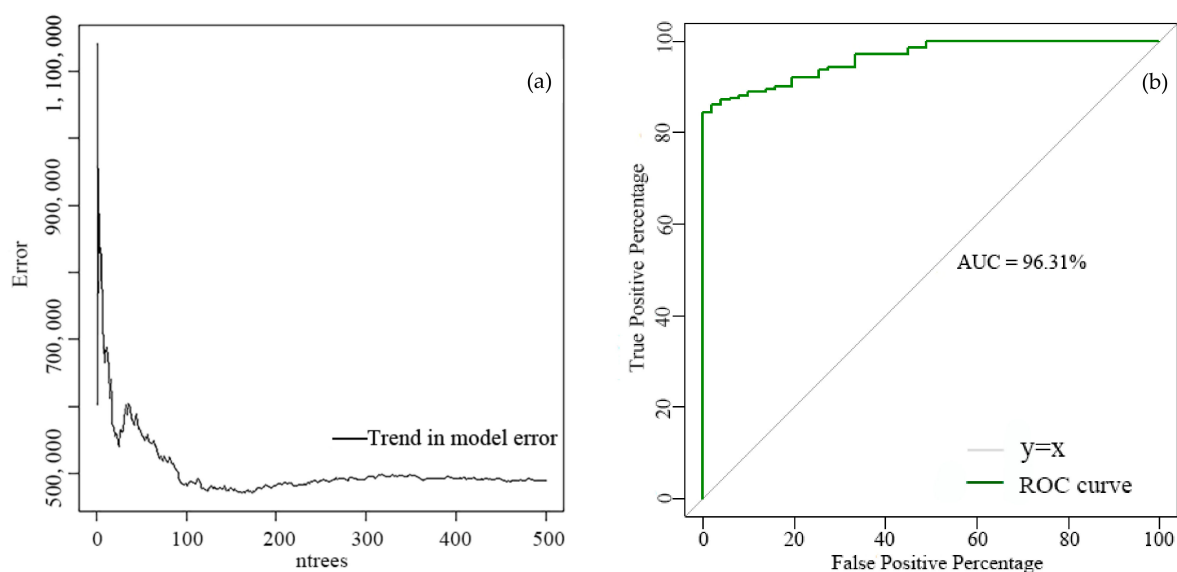 1,100,000
900,000
700,000
500,000
Error
(a)
Trend in model error
0 100 200 300 400 500
ntrees
100
80
60
40
20
0
True Positive Percentage
(b)
AUC = 96.31%
y=x
ROC curve
0 20 40 60 80 100
False Positive Percentage